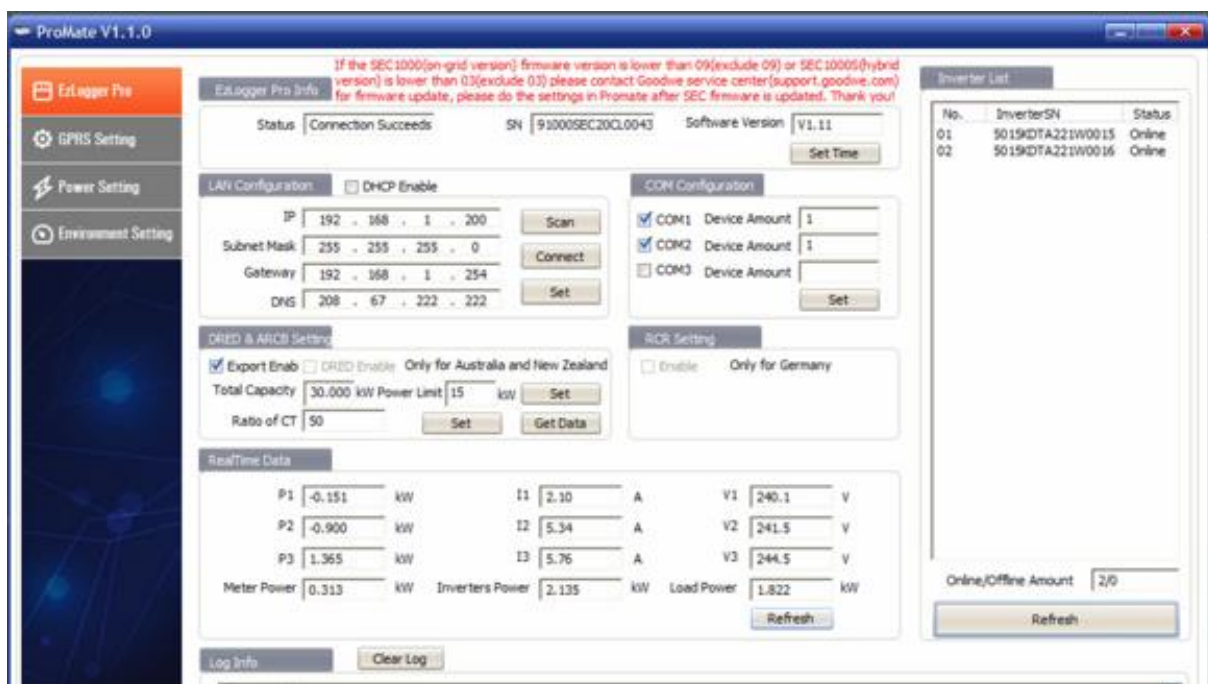 ProMate V1.1.0
EzLogger Pro
GPRS Setting
Power Setting
Environment Setting
If the SEC1000(on-grid version) firmware version is lower than 09(exclude 09) or SEC1000S(hybrid
version) is lower than 03(exclude 03) please contact Goodwe service center(support.goodwe.com)
for firmware update, please do the settings in Promate after SEC firmware is updated. Thank you!
EzLogger Pro Info
Status Connection Succeeds SN 91000SEC20CL0043 Software Version V1.11
Set Time
LAN Configuration DHCP Enable
IP 192 . 168 . 1 . 200 Scan
Subnet Mask 255 . 255 . 255 . 0 Connect
Gateway 192 . 168 . 1 . 254
DNS 208 . 67 . 222 . 222 Set
COM Configuration
COM1 Device Amount 1
COM2 Device Amount 1
COM3 Device Amount
Set
DRED & ARCB Setting
Export Enab DRED Enable Only for Australia and New Zealand
Total Capacity 30.000 kW Power Limit 15 kW Set
Ratio of CT 50 Set Get Data
RCR Setting
Enable Only for Germany
RealTime Data
P1 -0.151 kW I1 2.10 A V1 240.1 V
P2 -0.900 kW I2 5.34 A V2 241.5 V
P3 1.365 kW I3 5.76 A V3 244.5 V
Meter Power 0.313 kW Inverters Power 2.135 kW Load Power 1.822 kW
Refresh
Log Info Clear Log
Inverter List
No. InverterSN Status
01 5015KDTA221W0015 Online
02 5015KDTA221W0016 Online
Online/Offline Amount 2/0
Refresh